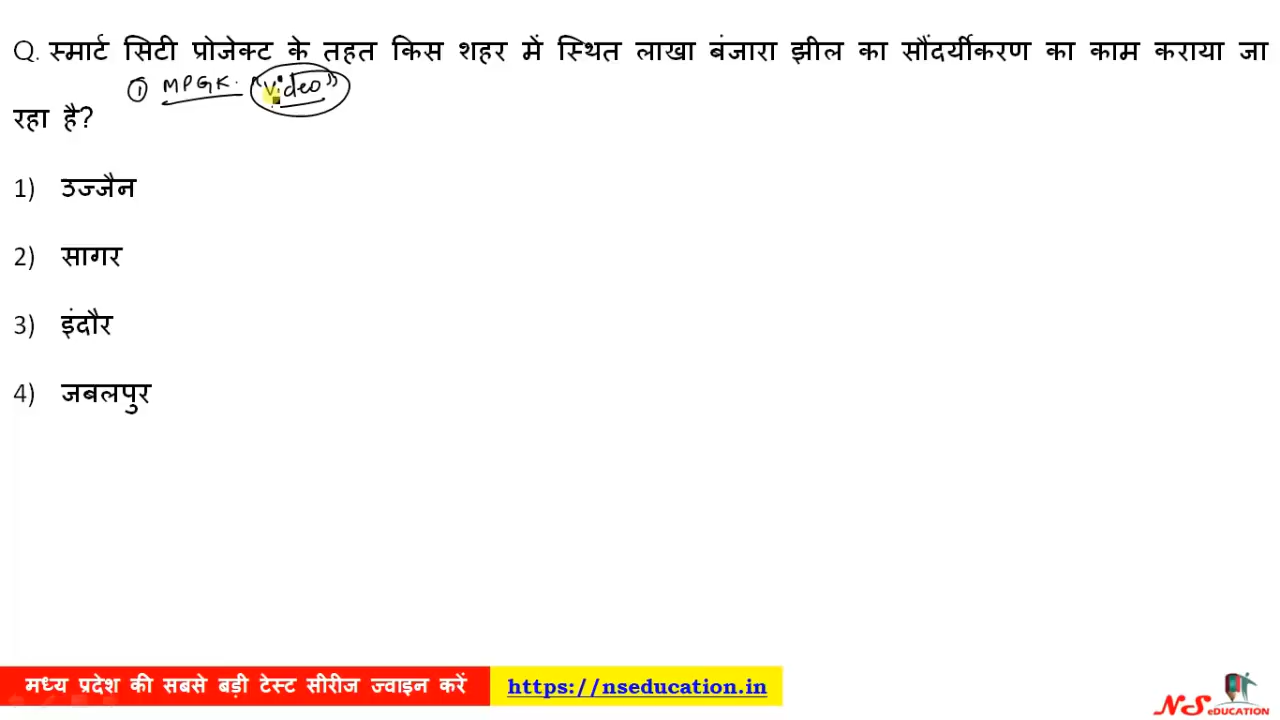 Q. स्मार्ट सिटी प्रोजेक्ट के तहत किस शहर में स्थित लाखा बंजारा झील का सौंदर्यीकरण का काम कराया जा
① MPGK. "Video"
रहा है?
1) उज्जैन
2) सागर
3) इंदौर
4) जबलपुर
मध्य प्रदेश की सबसे बड़ी टेस्ट सीरीज ज्वाइन करें https://nseducation.in
NS eDUCATION